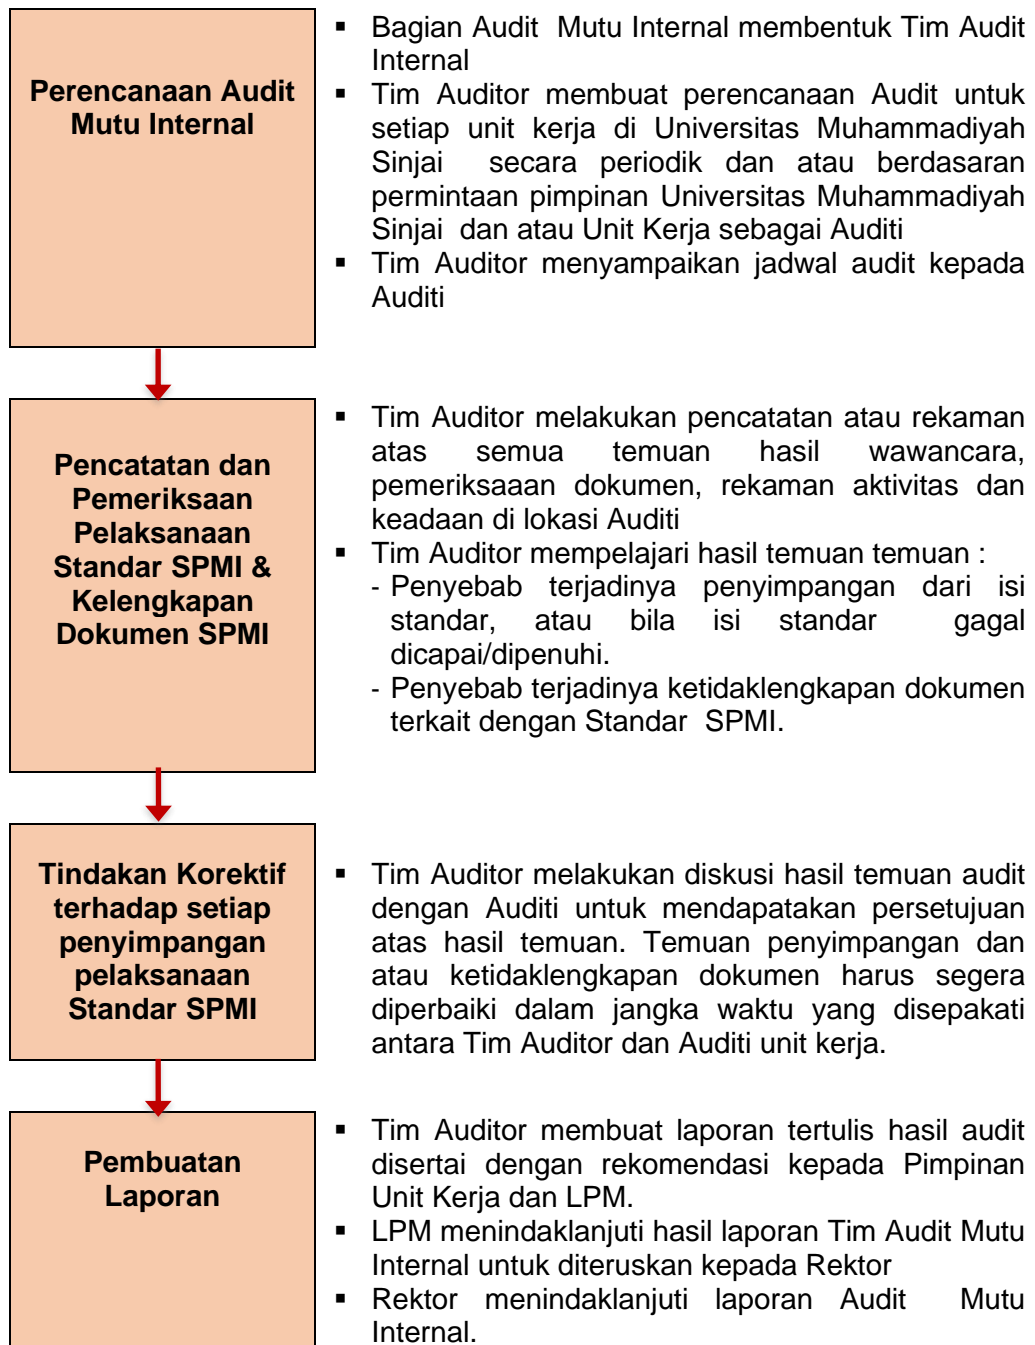 Perencanaan Audit
Mutu Internal
▪ Bagian Audit Mutu Internal membentuk Tim Audit
Internal
▪ Tim Auditor membuat perencanaan Audit untuk
setiap unit kerja di Universitas Muhammadiyah
Sinjai secara periodik dan atau berdasaran
permintaan pimpinan Universitas Muhammadiyah
Sinjai dan atau Unit Kerja sebagai Auditi
▪ Tim Auditor menyampaikan jadwal audit kepada
Auditi
Pencatatan dan
Pemeriksaan
Pelaksanaan
Standar SPMI &
Kelengkapan
Dokumen SPMI
▪ Tim Auditor melakukan pencatatan atau rekaman
atas semua temuan hasil wawancara,
pemeriksaaan dokumen, rekaman aktivitas dan
keadaan di lokasi Auditi
▪ Tim Auditor mempelajari hasil temuan temuan :
- Penyebab terjadinya penyimpangan dari isi
standar, atau bila isi standar gagal
dicapai/dipenuhi.
- Penyebab terjadinya ketidaklengkapan dokumen
terkait dengan Standar SPMI.
Tindakan Korektif
terhadap setiap
penyimpangan
pelaksanaan
Standar SPMI
▪ Tim Auditor melakukan diskusi hasil temuan audit
dengan Auditi untuk mendapatakan persetujuan
atas hasil temuan. Temuan penyimpangan dan
atau ketidaklengkapan dokumen harus segera
diperbaiki dalam jangka waktu yang disepakati
antara Tim Auditor dan Auditi unit kerja.
Pembuatan
Laporan
▪ Tim Auditor membuat laporan tertulis hasil audit
disertai dengan rekomendasi kepada Pimpinan
Unit Kerja dan LPM.
▪ LPM menindaklanjuti hasil laporan Tim Audit Mutu
Internal untuk diteruskan kepada Rektor
▪ Rektor menindaklanjuti laporan Audit Mutu
Internal.